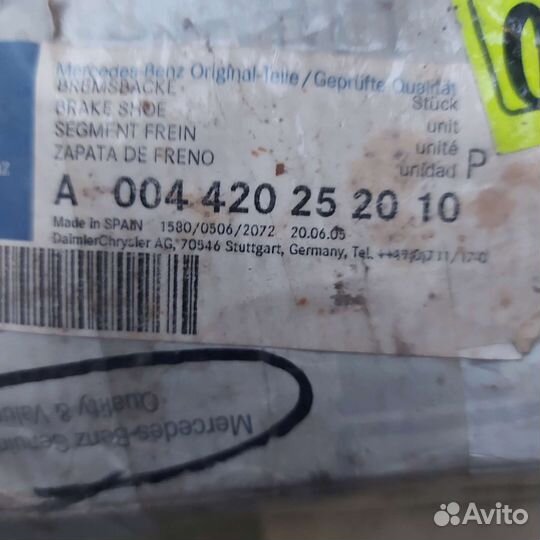 Mercedes-Benz Original-Teile/Geprüfte Qualität
BREMSBACKE Stück
BRAKE SHOE unit
SEGMENT FREIN unité
ZAPATA DE FRENO unidad P
A 004 420 25 20 10
Made in SPAIN 1580/0506/2072 20.06.05
DaimlerChrysler AG, 70546 Stuttgart, Germany, Tel.
Mercedes-Benz Genuin
Quality & Value
Avito